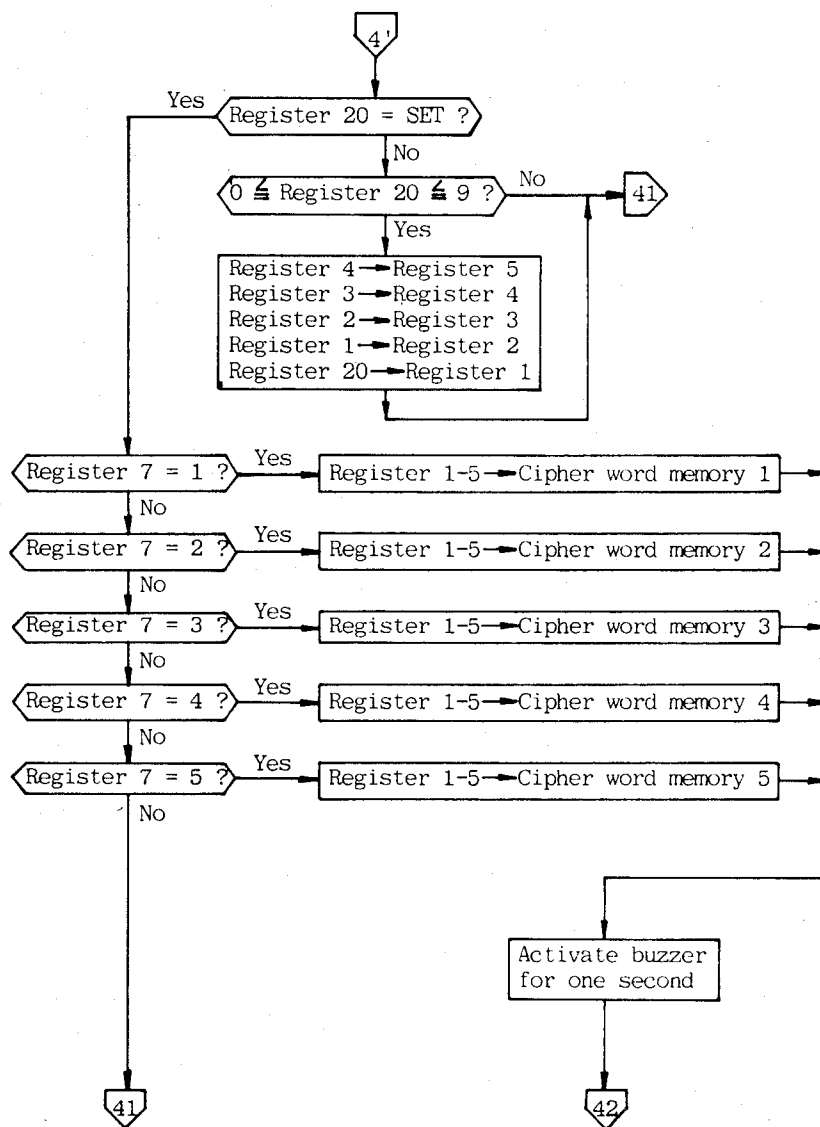 4'
Yes
Register 20 = SET ?
No
0 ≦ Register 20 ≦ 9 ?
No
41
Yes
Register 4→Register 5
Register 3→Register 4
Register 2→Register 3
Register 1→Register 2
Register 20→Register 1
Register 7 = 1 ?
Yes
Register 1-5→Cipher word memory 1
No
Register 7 = 2 ?
Yes
Register 1-5→Cipher word memory 2
No
Register 7 = 3 ?
Yes
Register 1-5→Cipher word memory 3
No
Register 7 = 4 ?
Yes
Register 1-5→Cipher word memory 4
No
Register 7 = 5 ?
Yes
Register 1-5→Cipher word memory 5
No
Activate buzzer
for one second
41
42